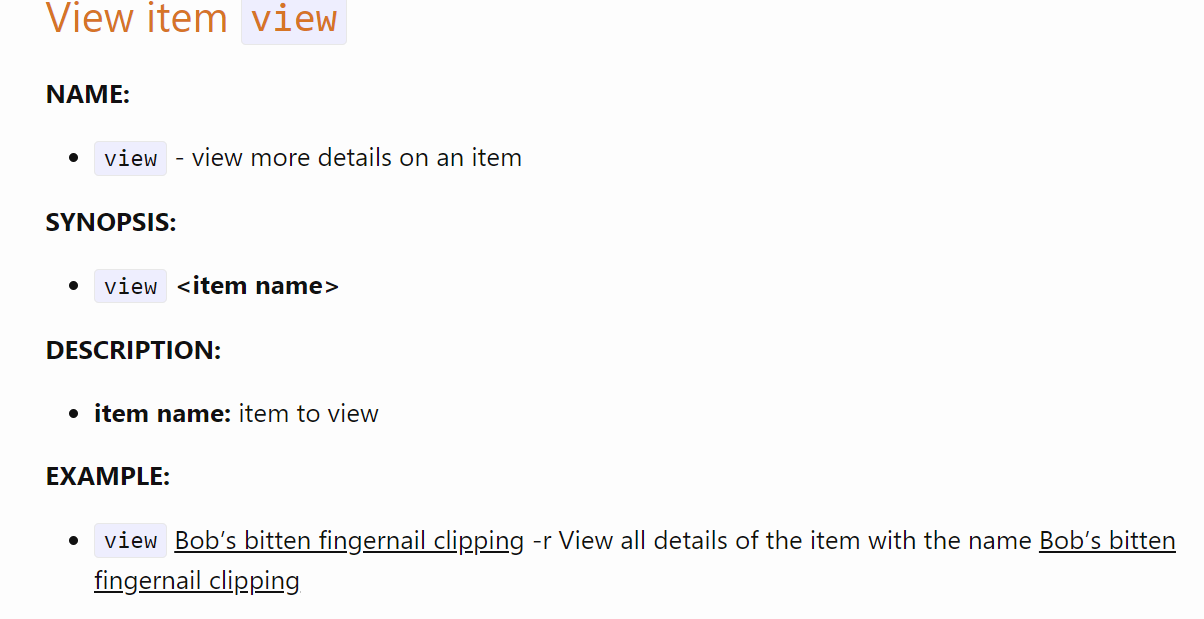 View item view
NAME:
view - view more details on an item
SYNOPSIS:
view <item name>
DESCRIPTION:
item name: item to view
EXAMPLE:
view Bob’s bitten fingernail clipping -r View all details of the item with the name Bob’s bitten
fingernail clipping